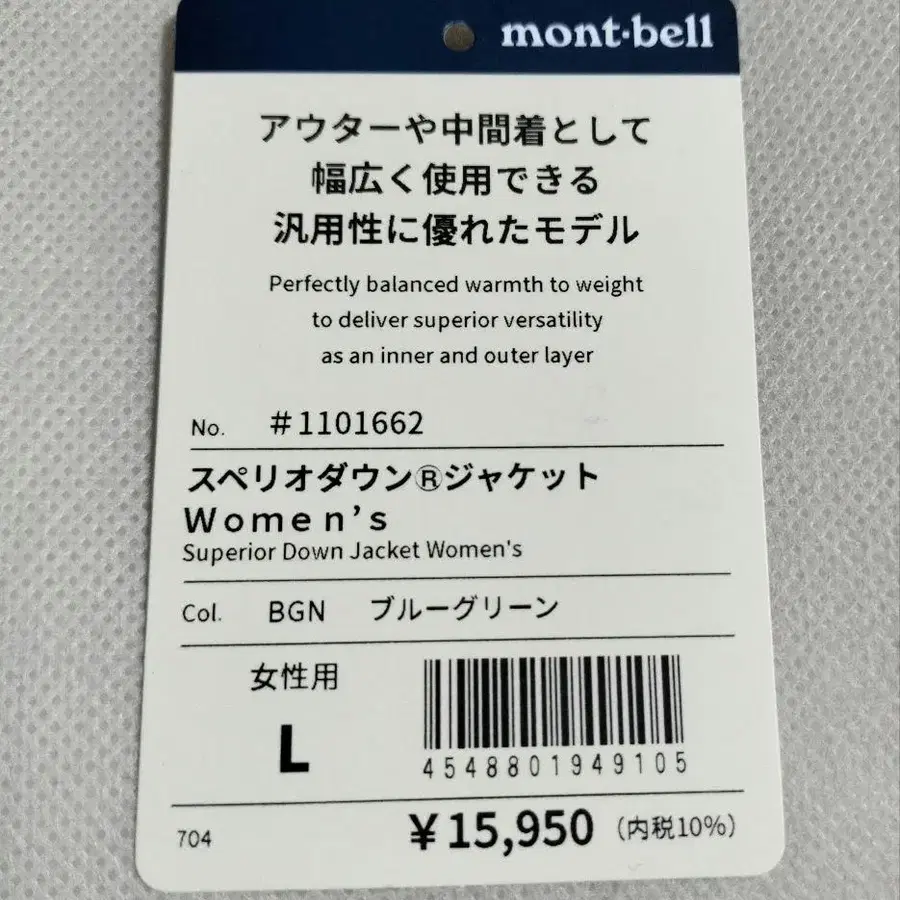 mont·bell
アウターや中間着として
幅広く使用できる
汎用性に優れたモデル
Perfectly balanced warmth to weight
to deliver superior versatility
as an inner and outer layer
No. #1101662
スペリオダウン®ジャケット
Women's
Superior Down Jacket Women's
Col. BGN ブルーグリーン
女性用
L
4548801949105
704 ¥15,950 (内税10%)